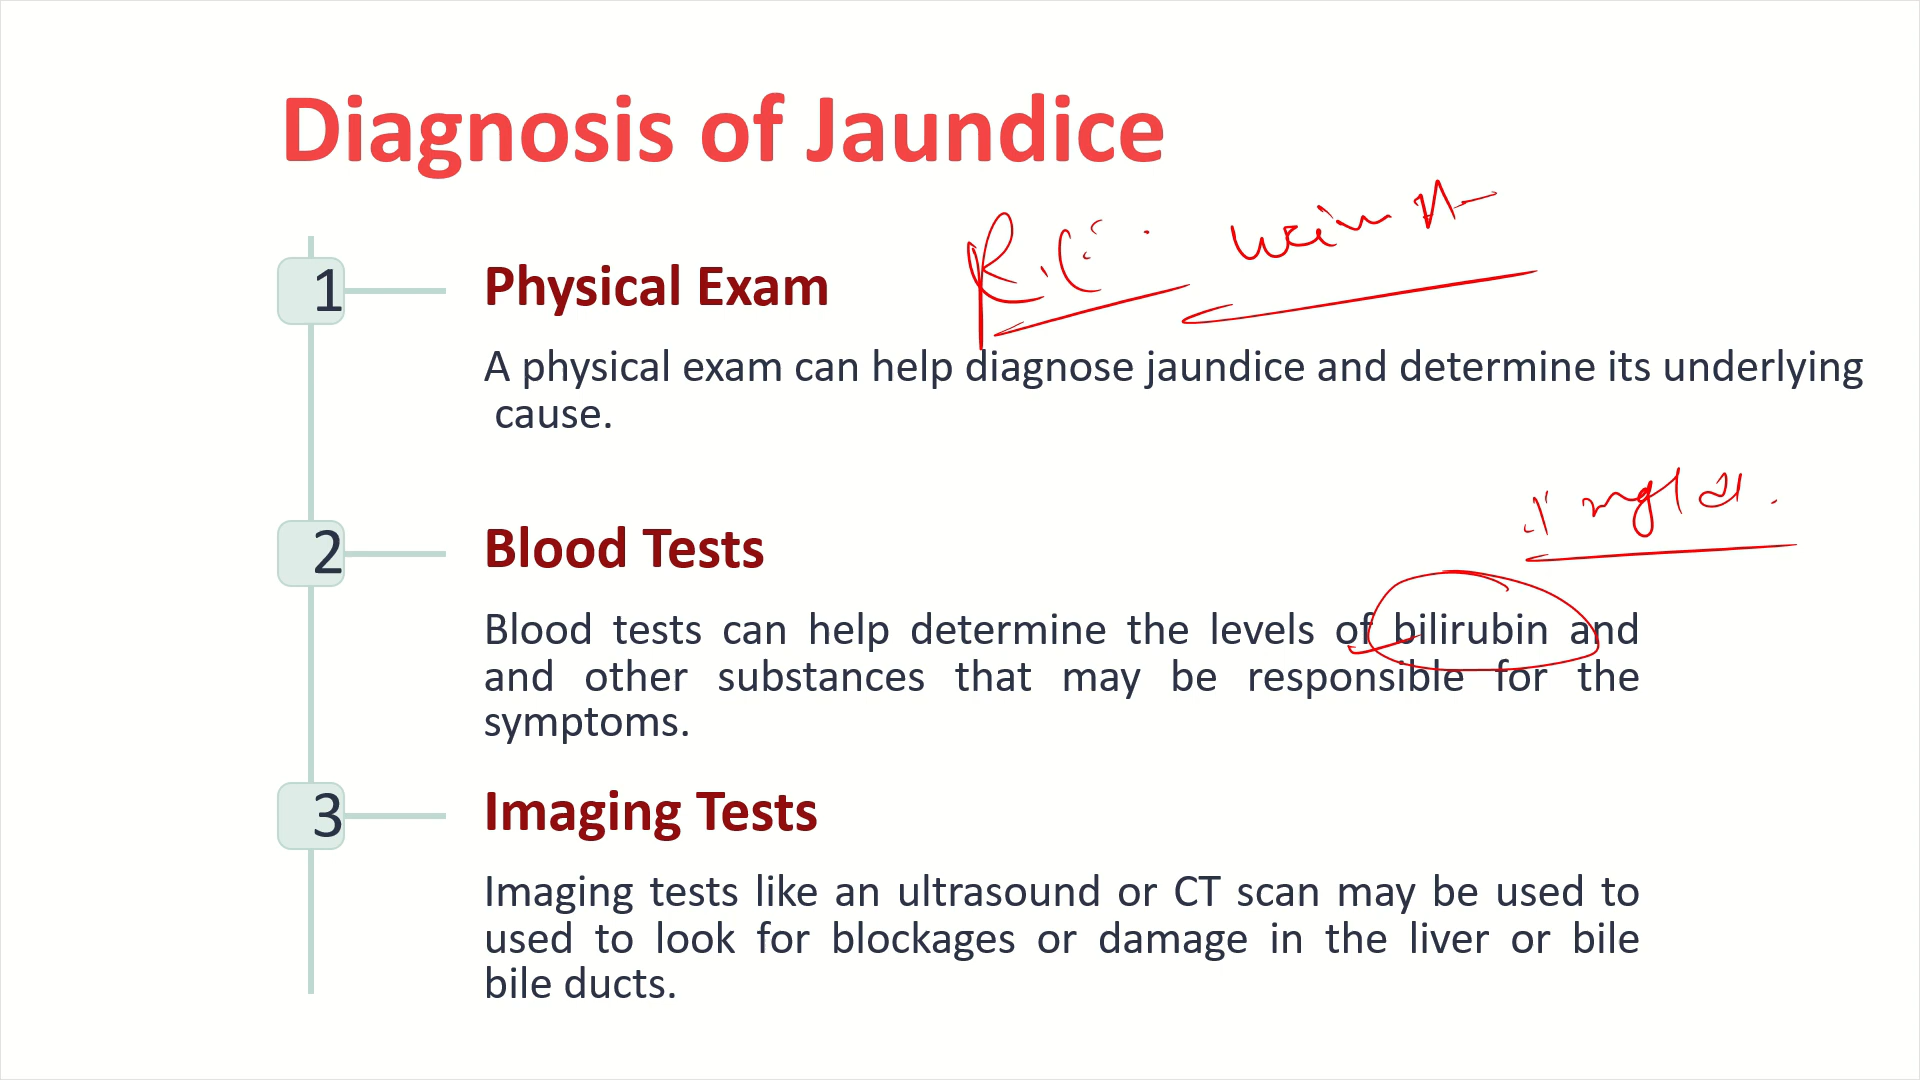 Diagnosis of Jaundice
1
Physical Exam
A physical exam can help diagnose jaundice and determine its underlying
cause.
2
Blood Tests
mg/dl.
Blood tests can help determine the levels of bilirubin and
and other substances that may be responsible for the
symptoms.
3
Imaging Tests
Imaging tests like an ultrasound or CT scan may be used to
used to look for blockages or damage in the liver or bile
bile ducts.